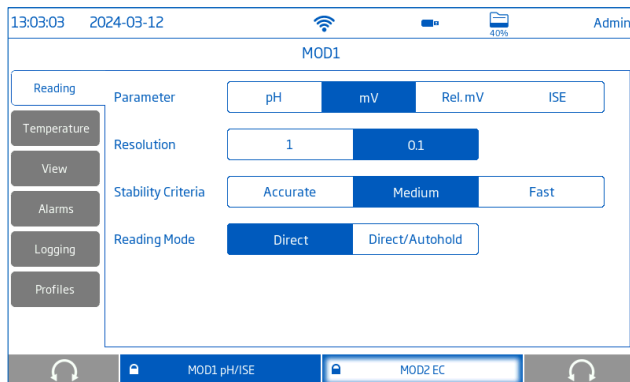 13:03:03 2024-03-12 40% Admin
MOD1
Reading
Parameter pH mV Rel. mV ISE
Temperature
Resolution 1 0.1
View
Stability Criteria Accurate Medium Fast
Alarms
Reading Mode Direct Direct/Autohold
Logging
Profiles
MOD1 pH/ISE MOD2 EC